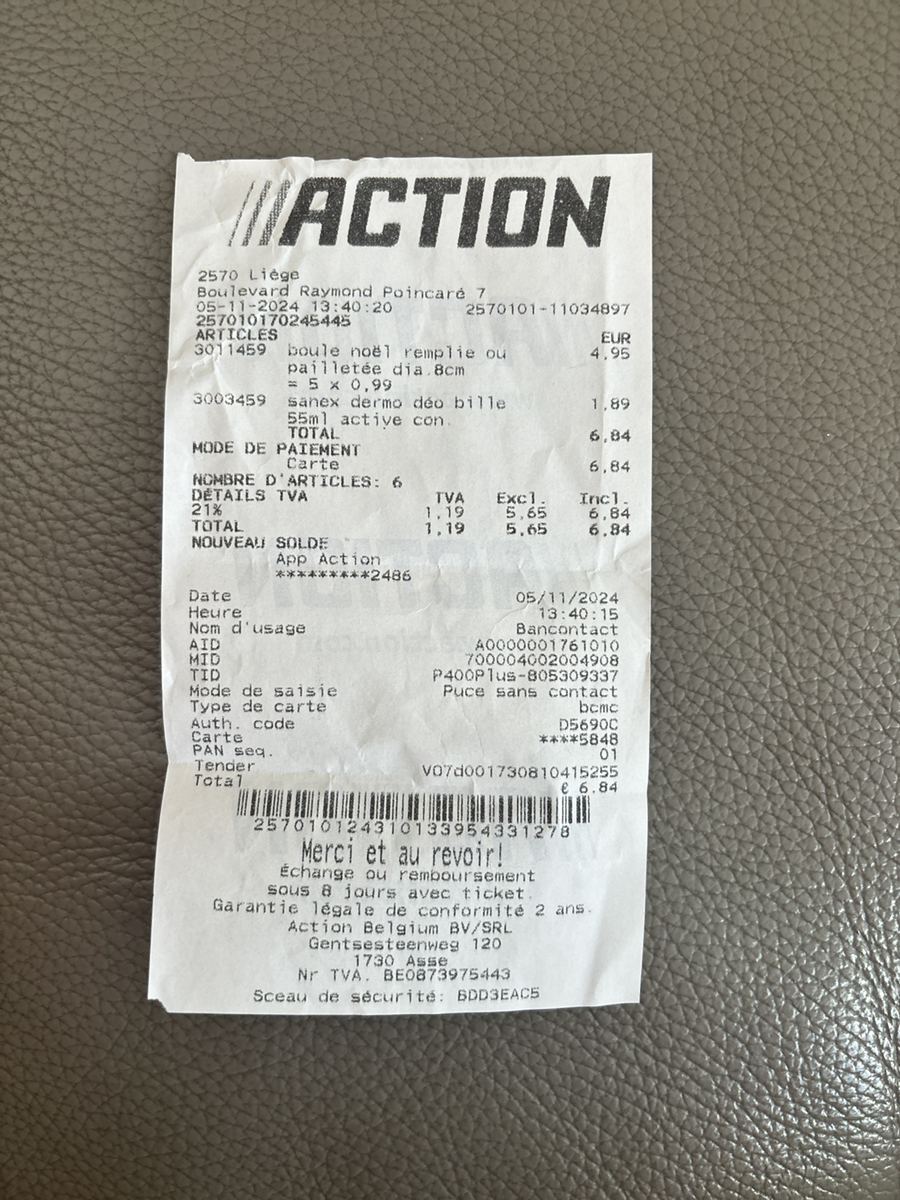 ACTION
2570 Liège
Boulevard Raymond Poincaré 7
05-11-2024 13:40:20 2570101-11034897
257010170245445
ARTICLES EUR
3011459 boule noël remplie ou 4,95
pailletée dia.8cm
= 5 x 0,99
3003459 sanex dermo déo bille 1,89
55ml active con.
TOTAL 6,84
MODE DE PAIEMENT
Carte 6,84
NOMBRE D'ARTICLES: 6
DÉTAILS TVA TVA Excl. Incl.
21% 1,19 5,65 6,84
TOTAL 1,19 5,65 6,84
NOUVEAU SOLDE
App Action
*********2486
Date 05/11/2024
Heure 13:40:15
Nom d'usage Bancontact
AID A0000001761010
MID 700004002004908
TID P400Plus-805309337
Mode de saisie Puce sans contact
Type de carte bcmc
Auth. code D5690C
Carte ****5848
PAN seq. 01
Tender V07d001730810415255
Total € 6.84
257010124310133954331278
Merci et au revoir!
Échange ou remboursement
sous 8 jours avec ticket.
Garantie légale de conformité 2 ans.
Action Belgium BV/SRL
Gentsesteenweg 120
1730 Asse
Nr TVA. BE0873975443
Sceau de sécurité: 6DD3EAC5